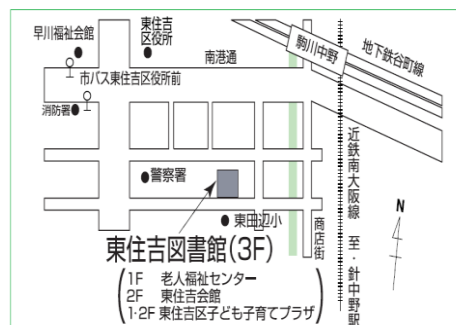 早川福祉会館
東住吉
区役所
南港通
駒川中野
地下鉄谷町線
市バス東住吉区役所前
消防署
警察署
東田辺小
商店街
近鉄南大阪線 至・針中野駅
N
東住吉図書館(3F)
1F 老人福祉センター
2F 東住吉会館
1・2F 東住吉区子ども子育てプラザ